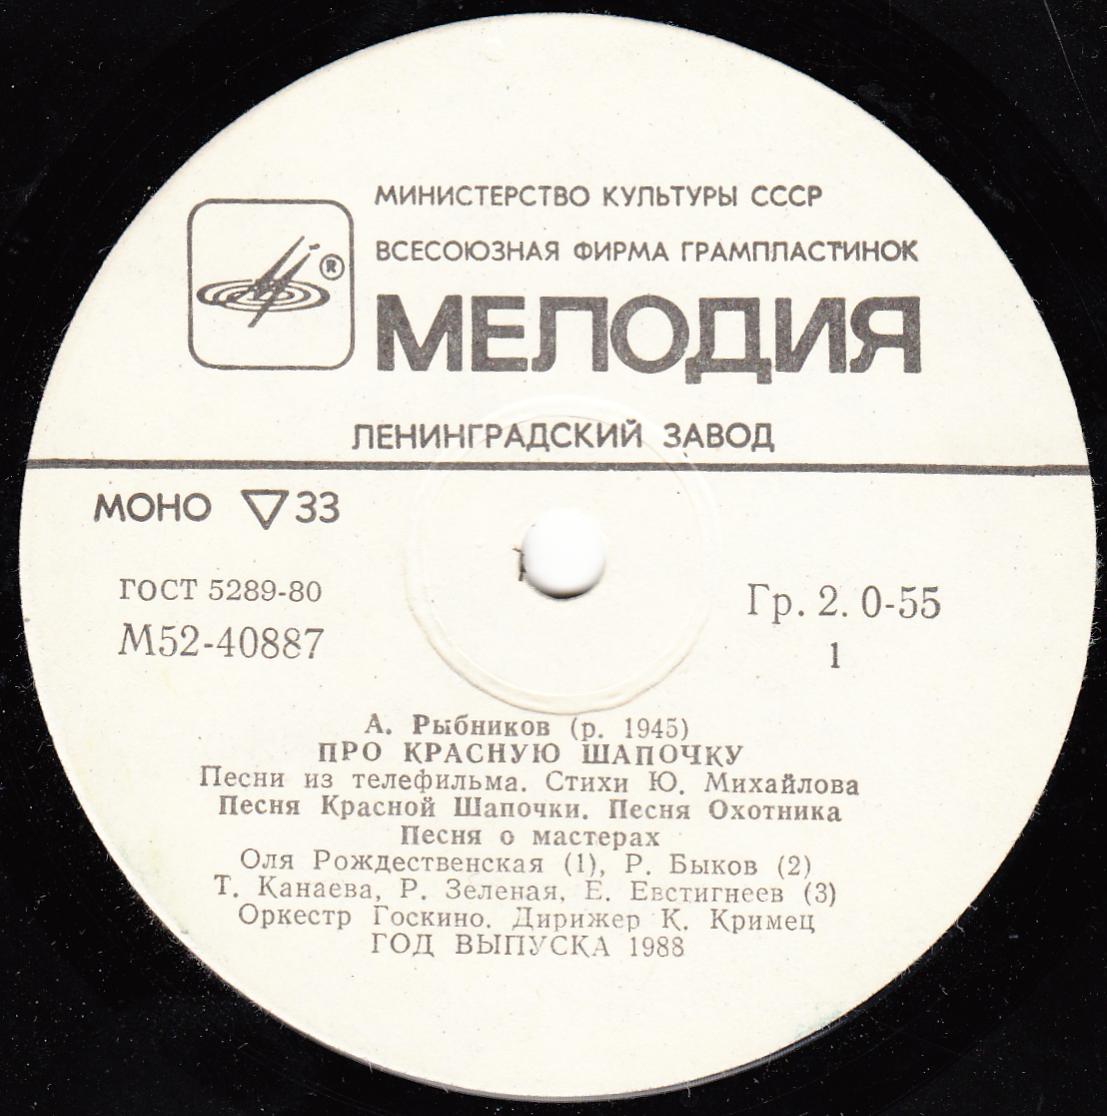 МИНИСТЕРСТВО КУЛЬТУРЫ СССР
ВСЕСОЮЗНАЯ ФИРМА ГРАМПЛАСТИНОК
®
МЕЛОДИЯ
ЛЕНИНГРАДСКИЙ ЗАВОД
МОНО ▽33
ГОСТ 5289-80
М52-40887
Гр. 2. 0-55
1
А. Рыбников (р. 1945)
ПРО КРАСНУЮ ШАПОЧКУ
Песни из телефильма. Стихи Ю. Михайлова
Песня Красной Шапочки. Песня Охотника
Песня о мастерах
Оля Рождественская (1), Р. Быков (2)
Т. Канаева, Р. Зеленая, Е. Евстигнеев (3)
Оркестр Госкино. Дирижер К. Кримец
ГОД ВЫПУСКА 1988